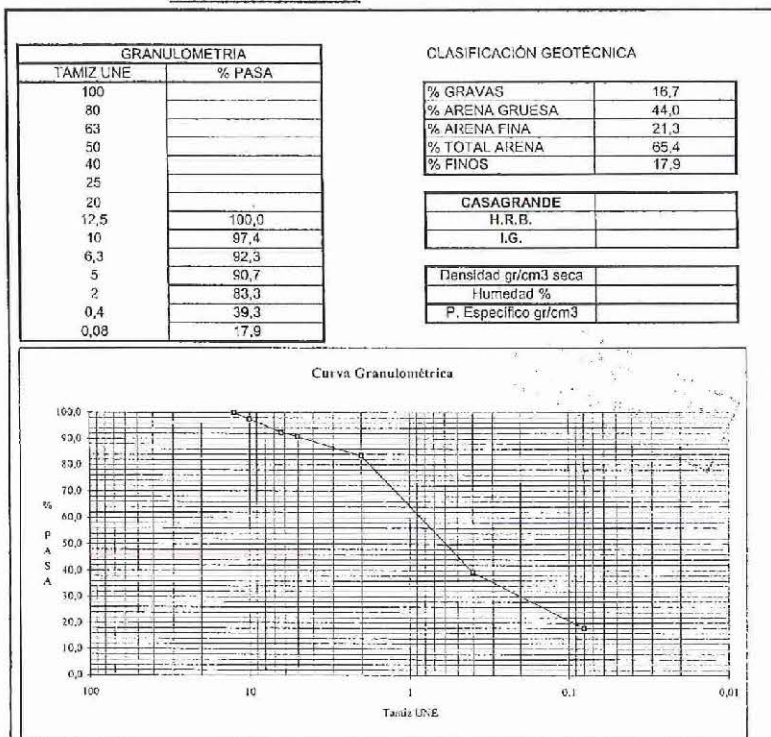 GRANULOMETRIA
TAMIZ UNE % PASA
100
80
63
50
40
25
20
12,5 100,0
10 97,4
6,3 92,3
5 90,7
2 83,3
0,4 39,3
0,08 17,9
CLASIFICACIÓN GEOTÉCNICA
% GRAVAS 16,7
% ARENA GRUESA 44,0
% ARENA FINA 21,3
% TOTAL ARENA 65,4
% FINOS 17,9
CASAGRANDE
H.R.B.
I.G.
Densidad gr/cm3 seca
Humedad %
P. Específico gr/cm3
Curva Granulométrica
100,0
90,0
80,0
70,0
60,0
50,0
40,0
30,0
20,0
10,0
0,0
% PASA
100 10 1 0,1 0,01
Tamiz UNE